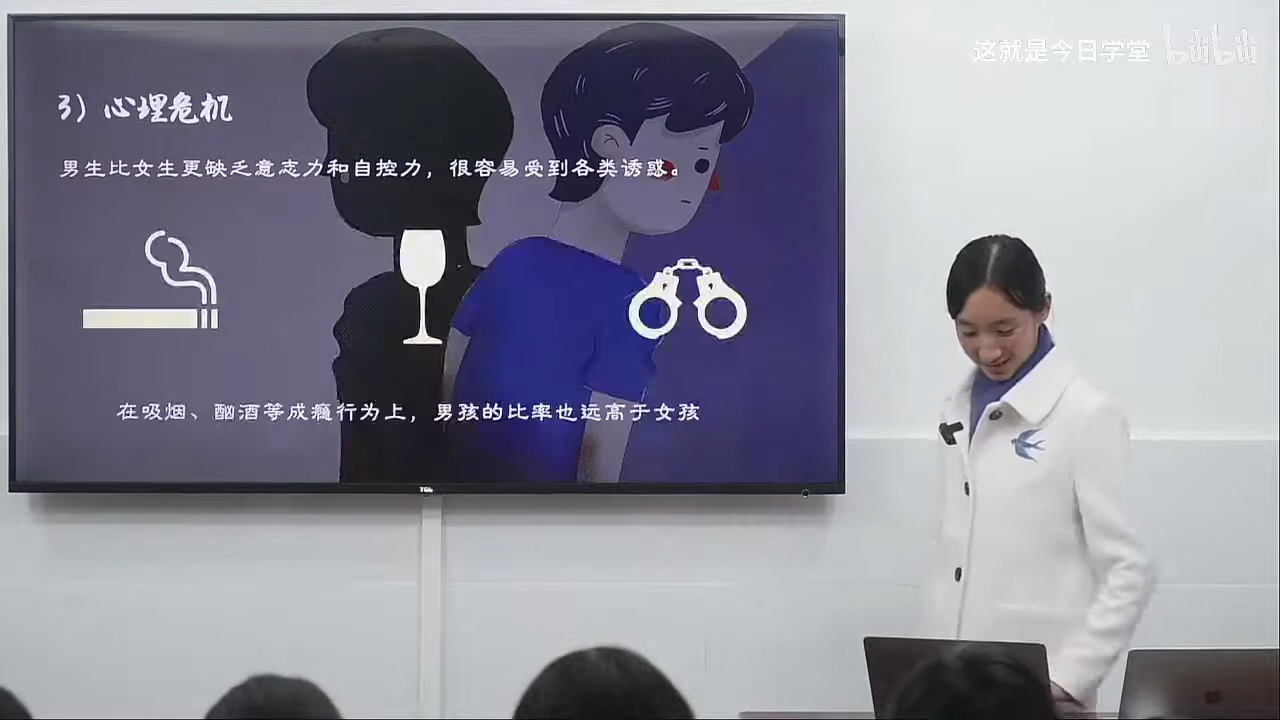 这就是今日学堂 bilibili
3）心理危机
男生比女生更缺乏意志力和自控力，很容易受到各类诱惑。
在吸烟、酗酒等成瘾行为上，男孩的比率也远高于女孩